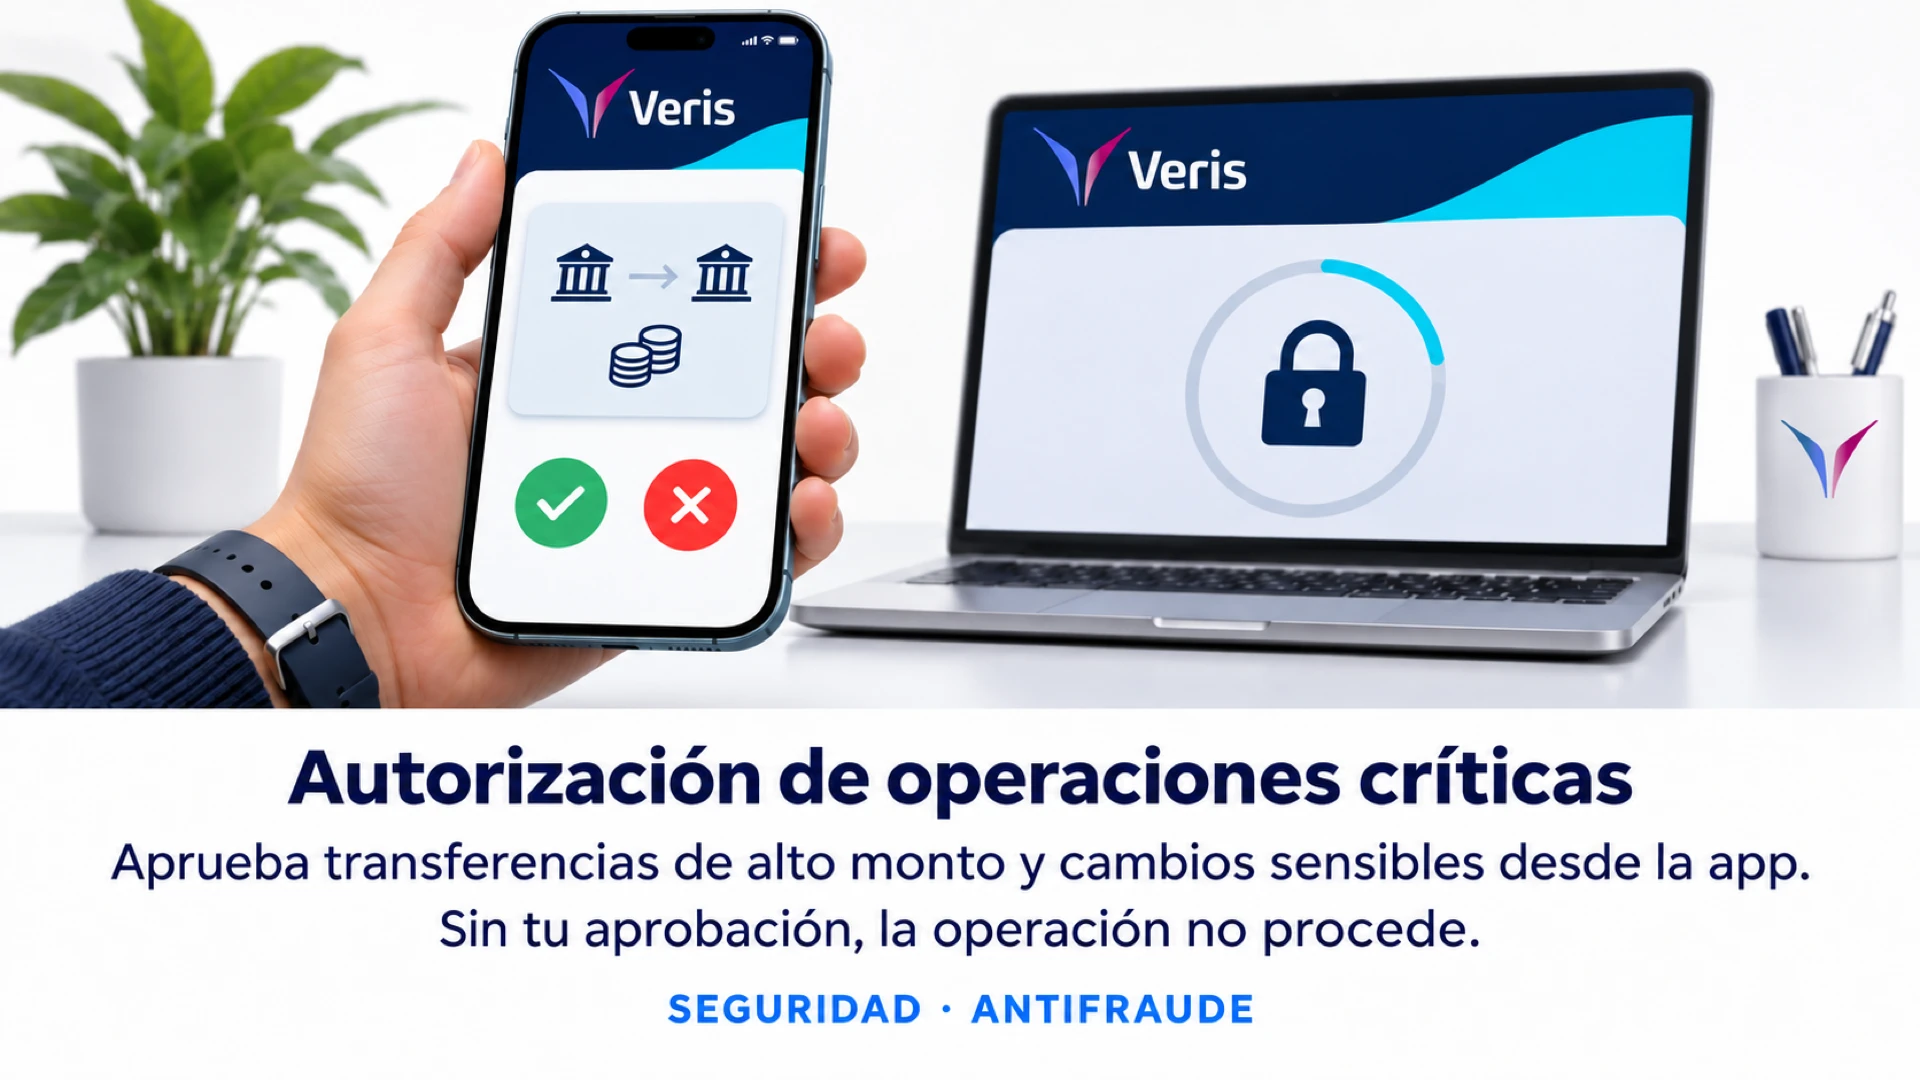 Veris
Veris
Autorización de operaciones críticas
Aprueba transferencias de alto monto y cambios sensibles desde la app.
Sin tu aprobación, la operación no procede.
SEGURIDAD · ANTIFRAUDE